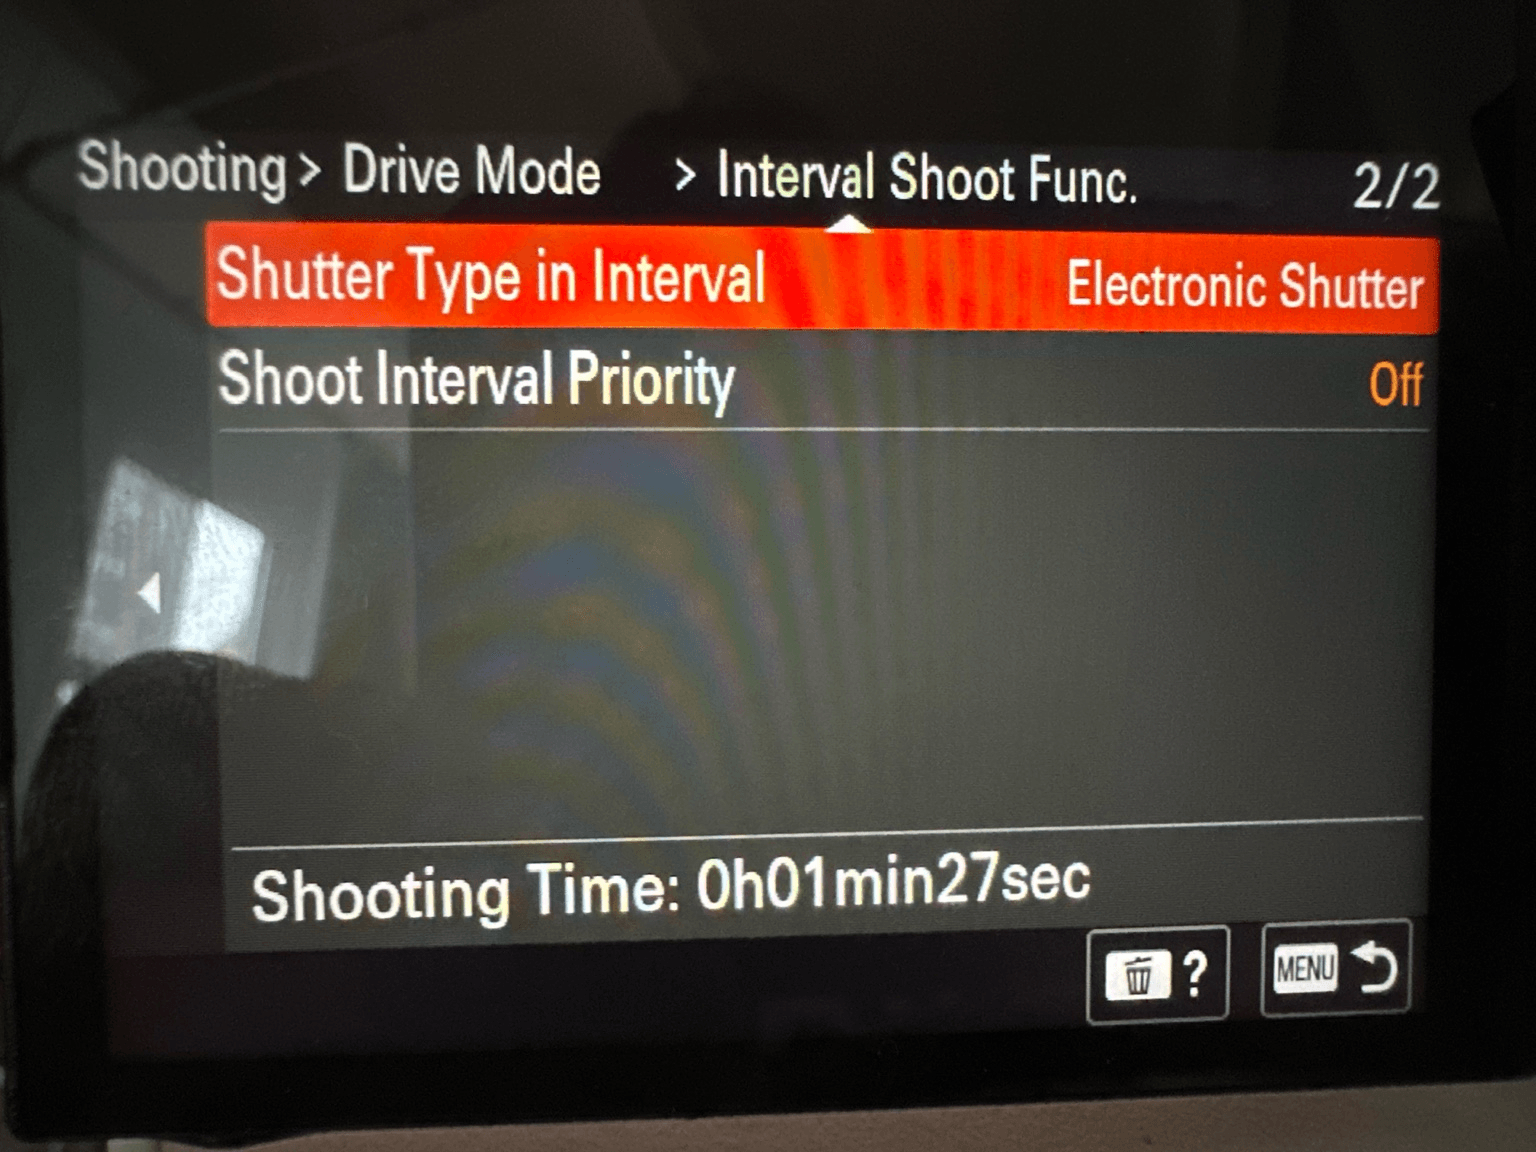 Shooting > Drive Mode > Interval Shoot Func. 2/2
Shutter Type in Interval Electronic Shutter
Shoot Interval Priority Off
Shooting Time: 0h01min27sec
? MENU